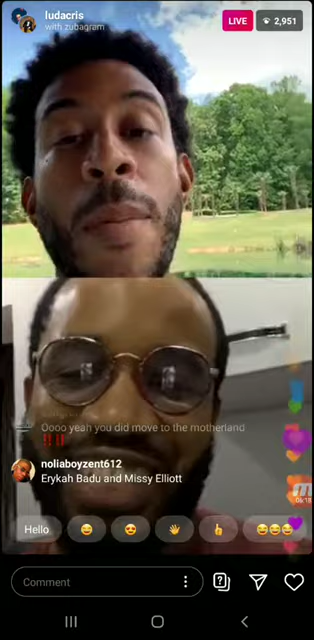 ludacris
with zubagram
LIVE
2,951
Oooo yeah you did move to the motherland
‼️‼️
noliaboyzent612
Erykah Badu and Missy Elliott
Hello
Comment